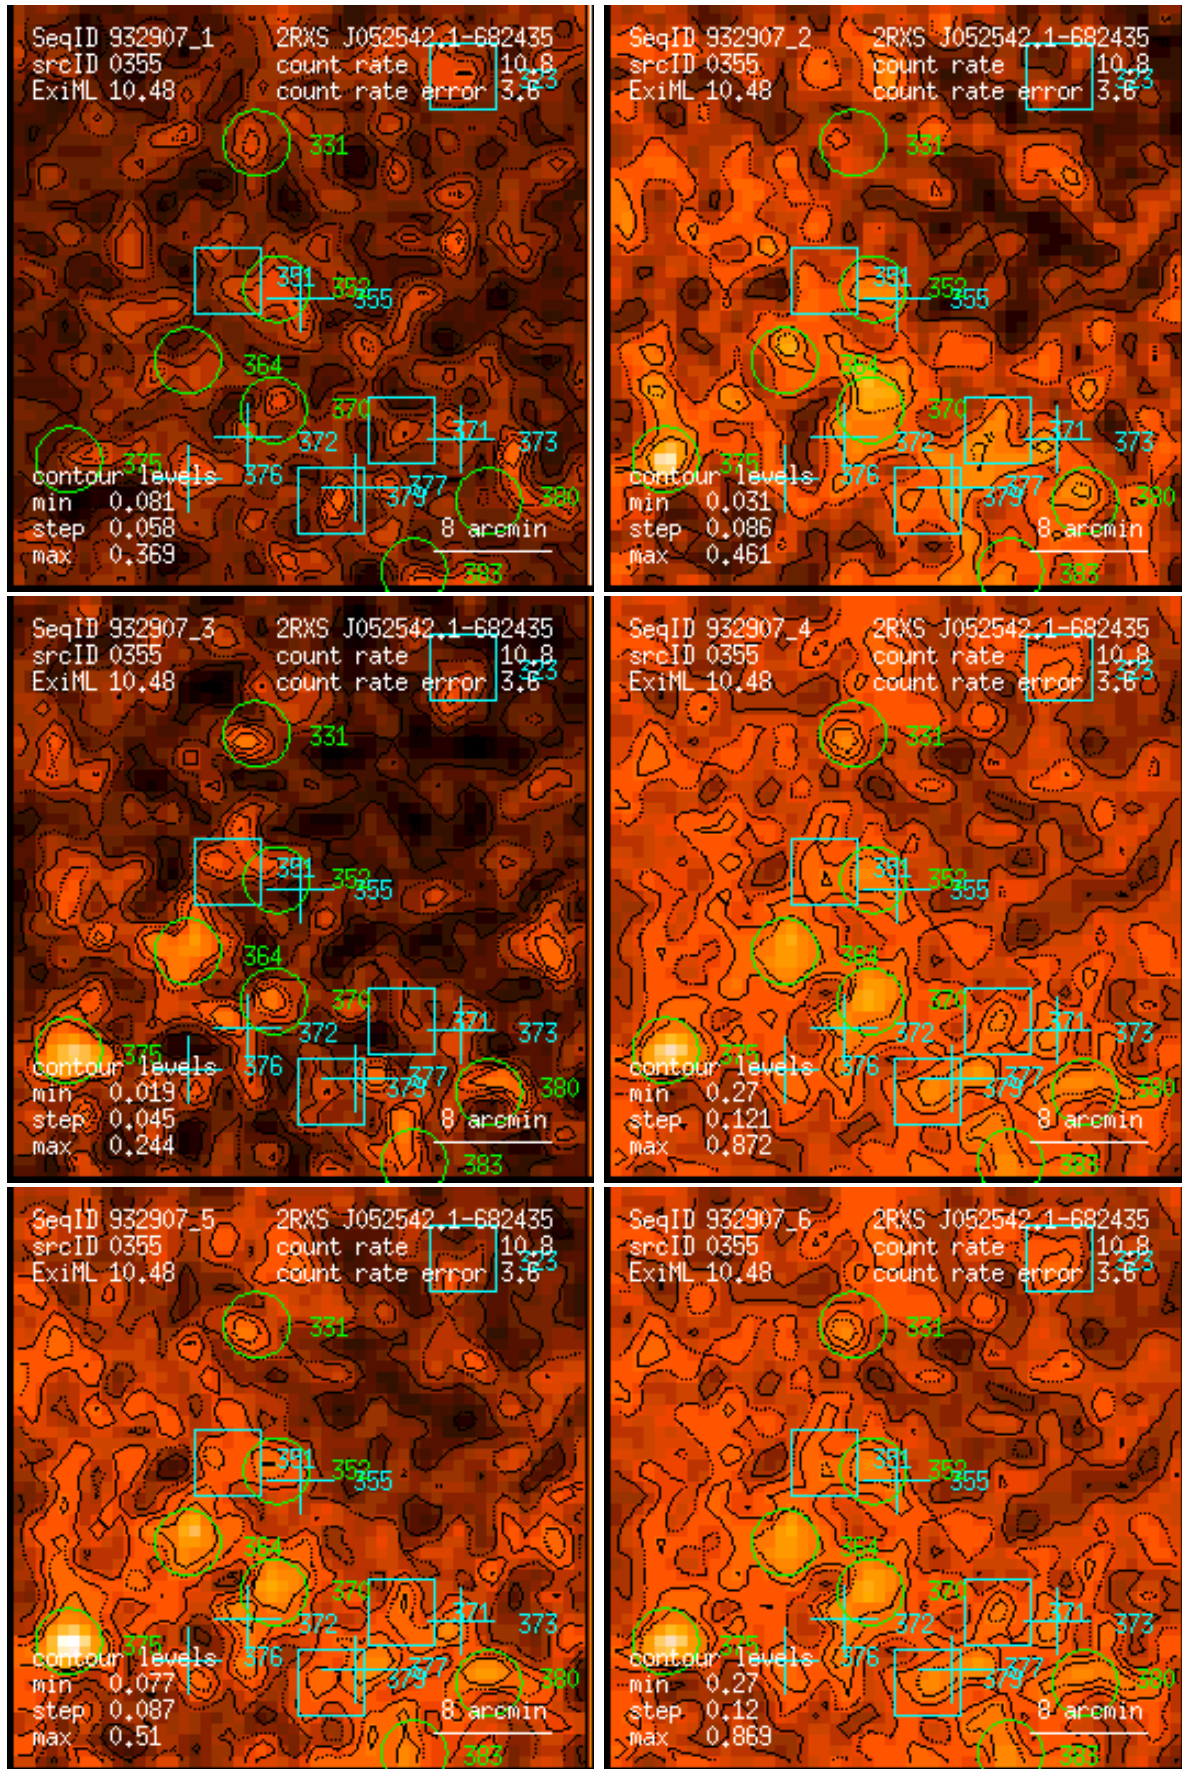 SeqID 932907_1 2RXS J052542.1-682435
srcID 0355 count rate 10.8
323
ExiML 10.48 count rate error 3.6
331
351 352 355
364
370
372 371 373
375 376
contour levels
377
379
min 0.081
380
step 0.058 8 arcmin
max 0.369
383
SeqID 932907_2 2RXS J052542.1-682435
srcID 0355 count rate 10.8
323
ExiML 10.48 count rate error 3.6
331
351 352 355
364
370
372 371 373
375 376
contour levels
377
379
min 0.031
380
step 0.086 8 arcmin
max 0.461
383
SeqID 932907_3 2RXS J052542.1-682435
srcID 0355 count rate 10.8
323
ExiML 10.48 count rate error 3.6
331
351 352 355
364
370
372 371 373
375 376
contour levels
377
379
min 0.019
380
step 0.045 8 arcmin
max 0.244
383
SeqID 932907_4 2RXS J052542.1-682435
srcID 0355 count rate 10.8
323
ExiML 10.48 count rate error 3.6
331
351 352 355
364
370
372 371 373
375 376
contour levels
377
379
min 0.27
380
step 0.121 8 arcmin
max 0.872
383
SeqID 932907_5 2RXS J052542.1-682435
srcID 0355 count rate 10.8
323
ExiML 10.48 count rate error 3.6
331
351 352 355
364
370
372 371 373
375 376
contour levels
377
379
min 0.077
380
step 0.087 8 arcmin
max 0.51
383
SeqID 932907_6 2RXS J052542.1-682435
srcID 0355 count rate 10.8
323
ExiML 10.48 count rate error 3.6
331
351 352 355
364
370
372 371 373
375 376
contour levels
377
379
min 0.27
380
step 0.12 8 arcmin
max 0.869
383